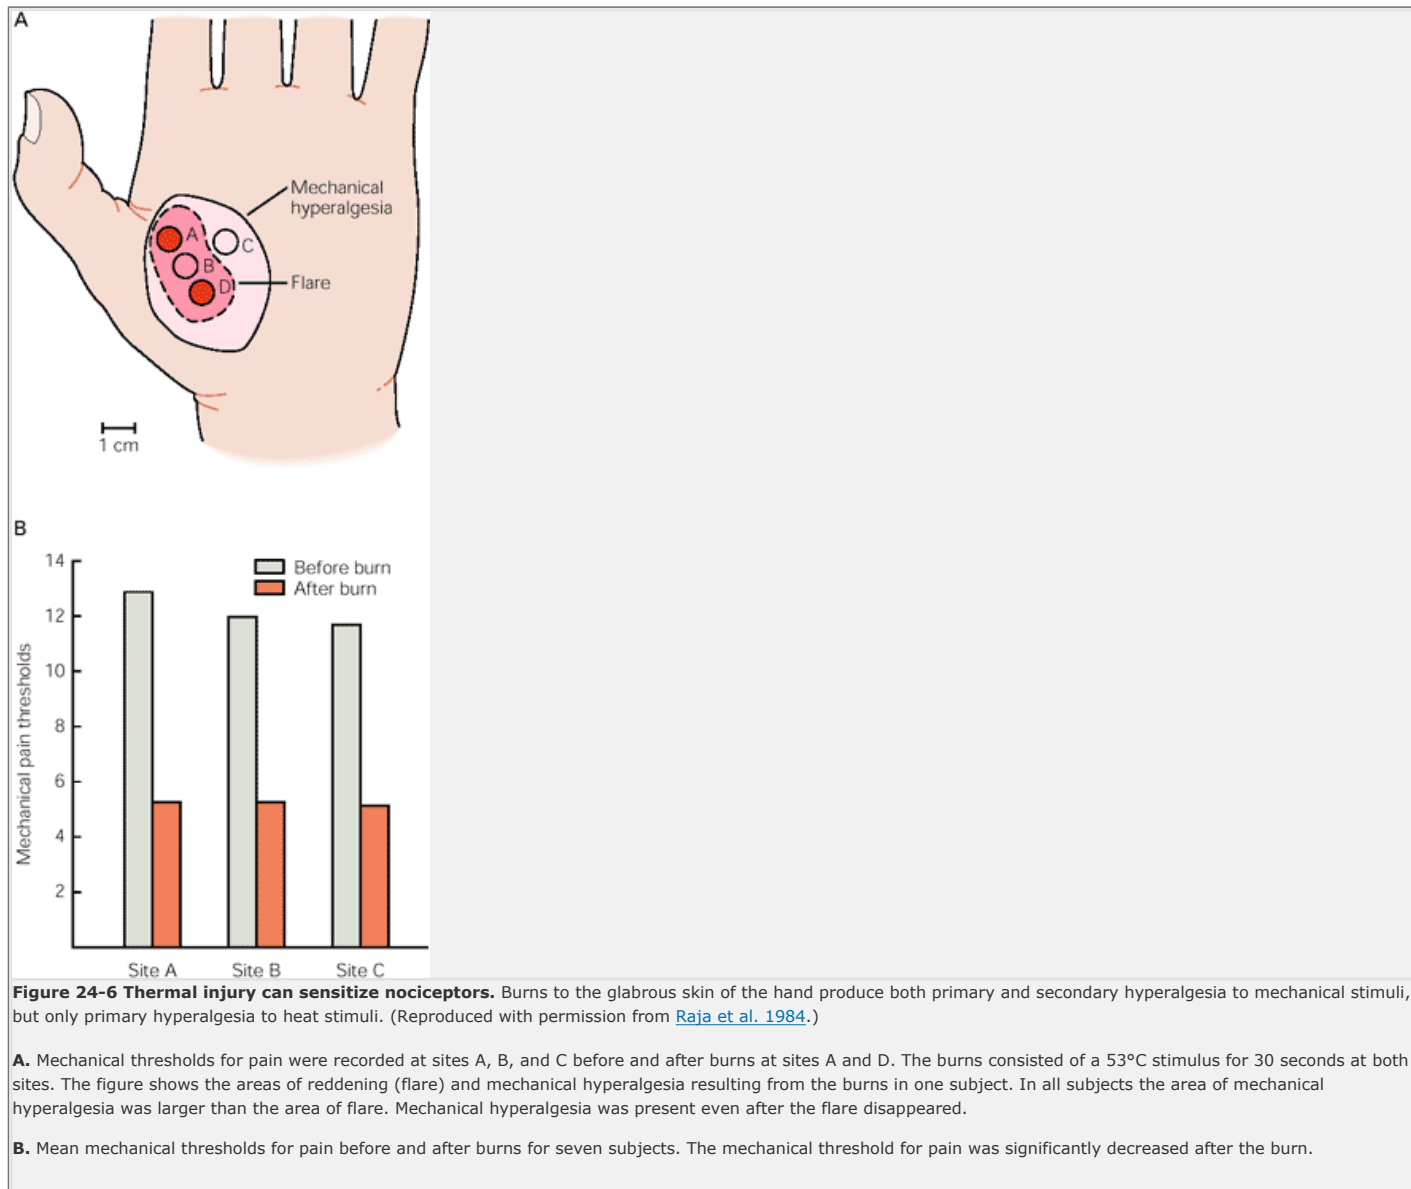 A
Mechanical
hyperalgesia
A
C
B
D
Flare
1 cm
B
14
12
10
8
6
4
2
Mechanical pain thresholds
Before burn
After burn
Site A
Site B
Site C
Figure 24-6 Thermal injury can sensitize nociceptors. Burns to the glabrous skin of the hand produce both primary and secondary hyperalgesia to mechanical stimuli,
but only primary hyperalgesia to heat stimuli. (Reproduced with permission from Raja et al. 1984.)
A. Mechanical thresholds for pain were recorded at sites A, B, and C before and after burns at sites A and D. The burns consisted of a 53°C stimulus for 30 seconds at both
sites. The figure shows the areas of reddening (flare) and mechanical hyperalgesia resulting from the burns in one subject. In all subjects the area of mechanical
hyperalgesia was larger than the area of flare. Mechanical hyperalgesia was present even after the flare disappeared.
B. Mean mechanical thresholds for pain before and after burns for seven subjects. The mechanical threshold for pain was significantly decreased after the burn.